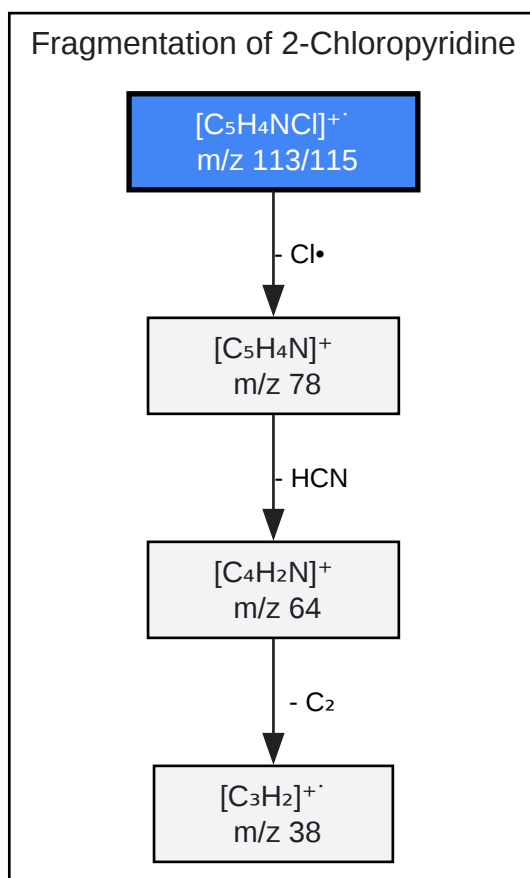 Fragmentation of 2-Chloropyridine
[C₅H₄NCl]⁺˙
m/z 113/115
- Cl•
[C₅H₄N]⁺
m/z 78
- HCN
[C₄H₂N]⁺
m/z 64
- C₂
[C₃H₂]⁺˙
m/z 38